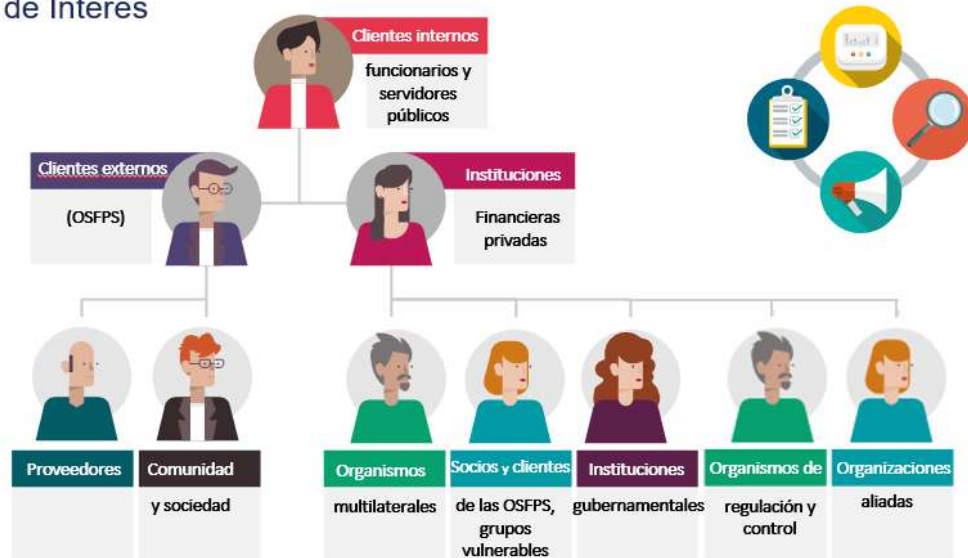 de Interés
Clientes internos
funcionarios y
servidores
públicos
Clientes externos
(OSFPS)
Instituciones
Financieras
privadas
Proveedores
Comunidad
y sociedad
Organismos
multilaterales
Socios y clientes
de las OSFPS,
grupos
vulnerables
Instituciones
gubernamentales
Organismos de
regulación y
control
Organizaciones
aliadas